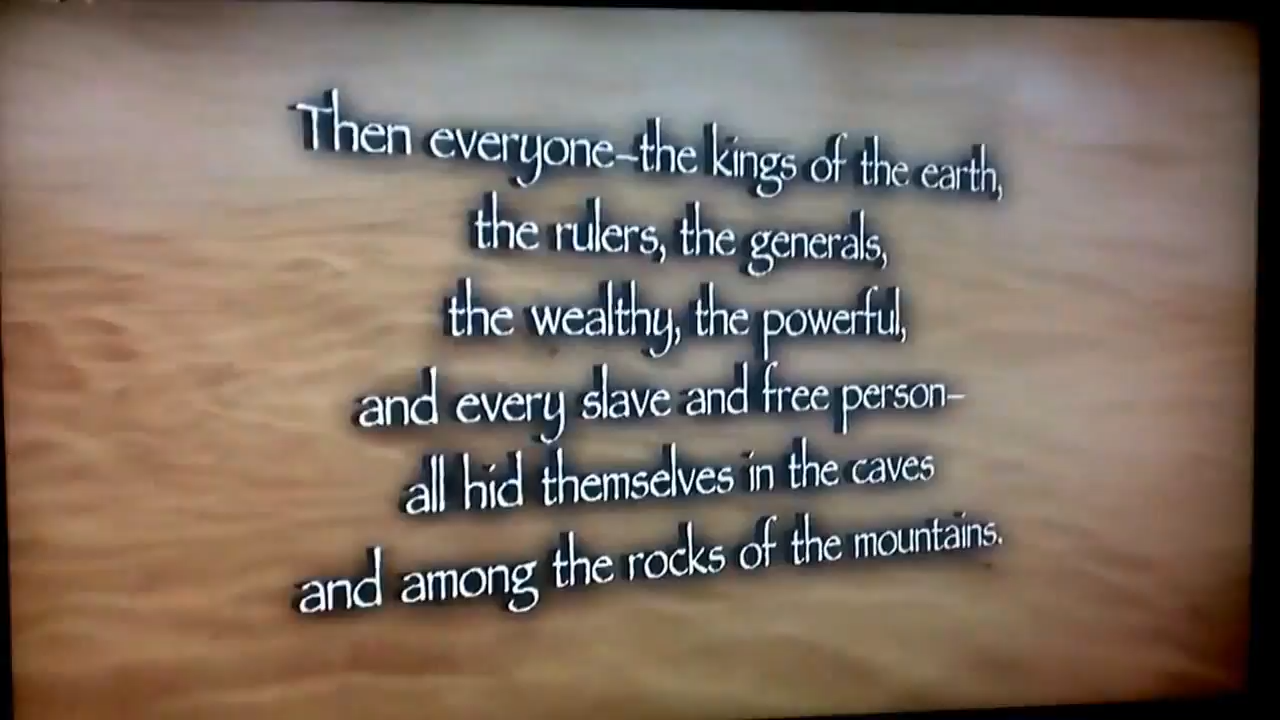 Then everyone–the kings of the earth,
the rulers, the generals,
the wealthy, the powerful,
and every slave and free person–
all hid themselves in the caves
and among the rocks of the mountains.